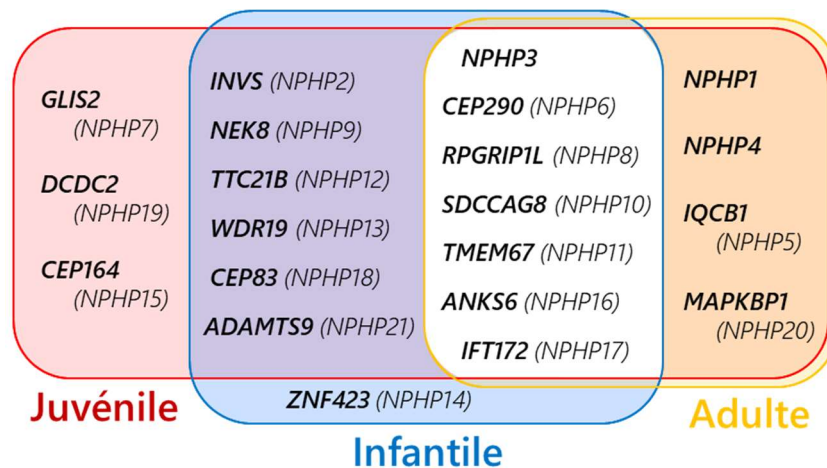 GLIS2
(NPHP7)
DCDC2
(NPHP19)
CEP164
(NPHP15)
INVS (NPHP2)
NEK8 (NPHP9)
TTC21B (NPHP12)
WDR19 (NPHP13)
CEP83 (NPHP18)
ADAMTS9 (NPHP21)
NPHP3
CEP290 (NPHP6)
RPGRIP1L (NPHP8)
SDCCAG8 (NPHP10)
TMEM67 (NPHP11)
ANKS6 (NPHP16)
IFT172 (NPHP17)
NPHP1
NPHP4
IQCB1
(NPHP5)
MAPKBP1
(NPHP20)
ZNF423 (NPHP14)
Juvénile
Infantile
Adulte